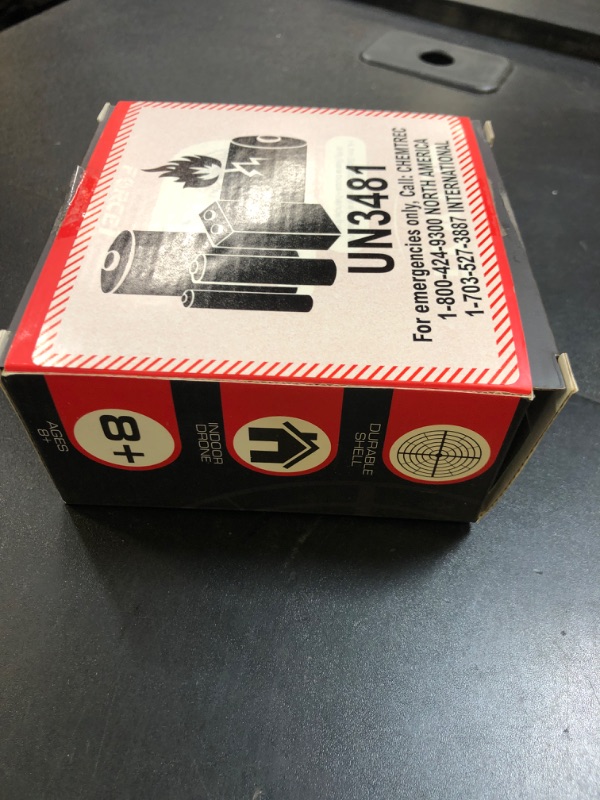 UN3481
For emergencies only, Call: CHEMTREC
1-800-424-9300 NORTH AMERICA
1-703-527-3887 INTERNATIONAL
8+
AGES
8+
INDOOR
DRONE
DURABLE
SHELL